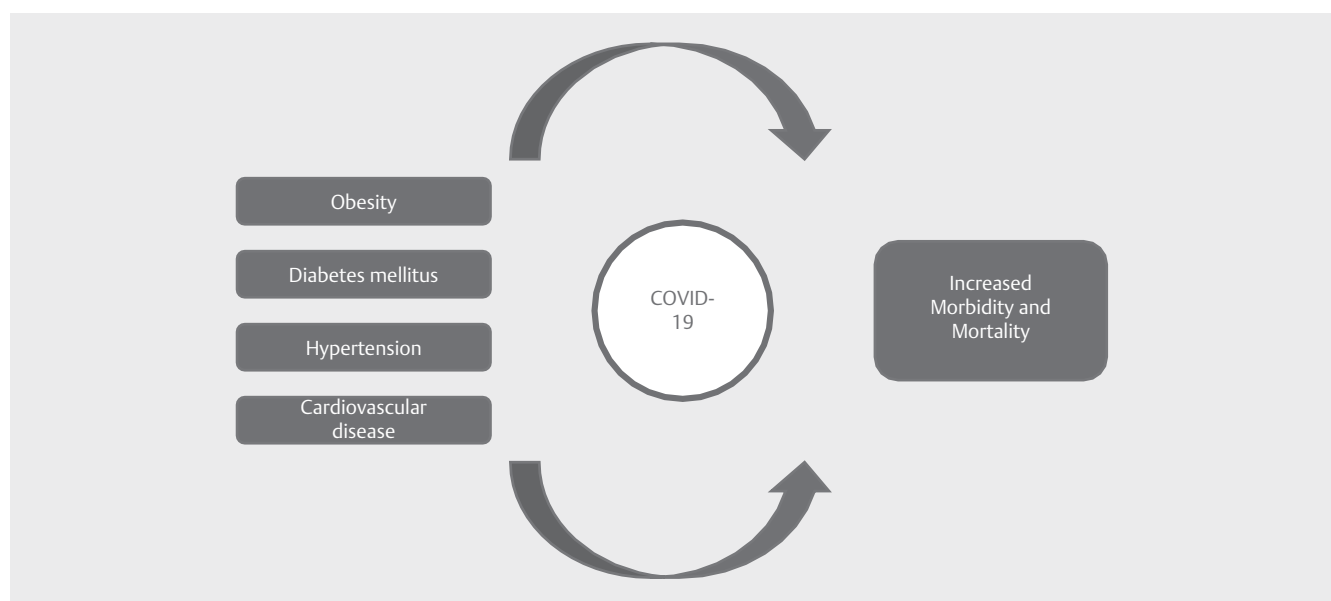 Obesity
Diabetes mellitus
Hypertension
Cardiovascular
disease
COVID-
19
Increased
Morbidity and
Mortality